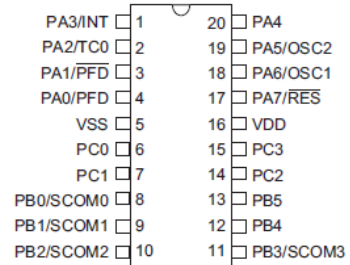 PA3/INT 1 20 PA4
PA2/TC0 2 19 PA5/OSC2
PA1/P̅F̅D̅ 3 18 PA6/OSC1
PA0/PFD 4 17 PA7/R̅E̅S̅
VSS 5 16 VDD
PC0 6 15 PC3
PC1 7 14 PC2
PB0/SCOM0 8 13 PB5
PB1/SCOM1 9 12 PB4
PB2/SCOM2 10 11 PB3/SCOM3